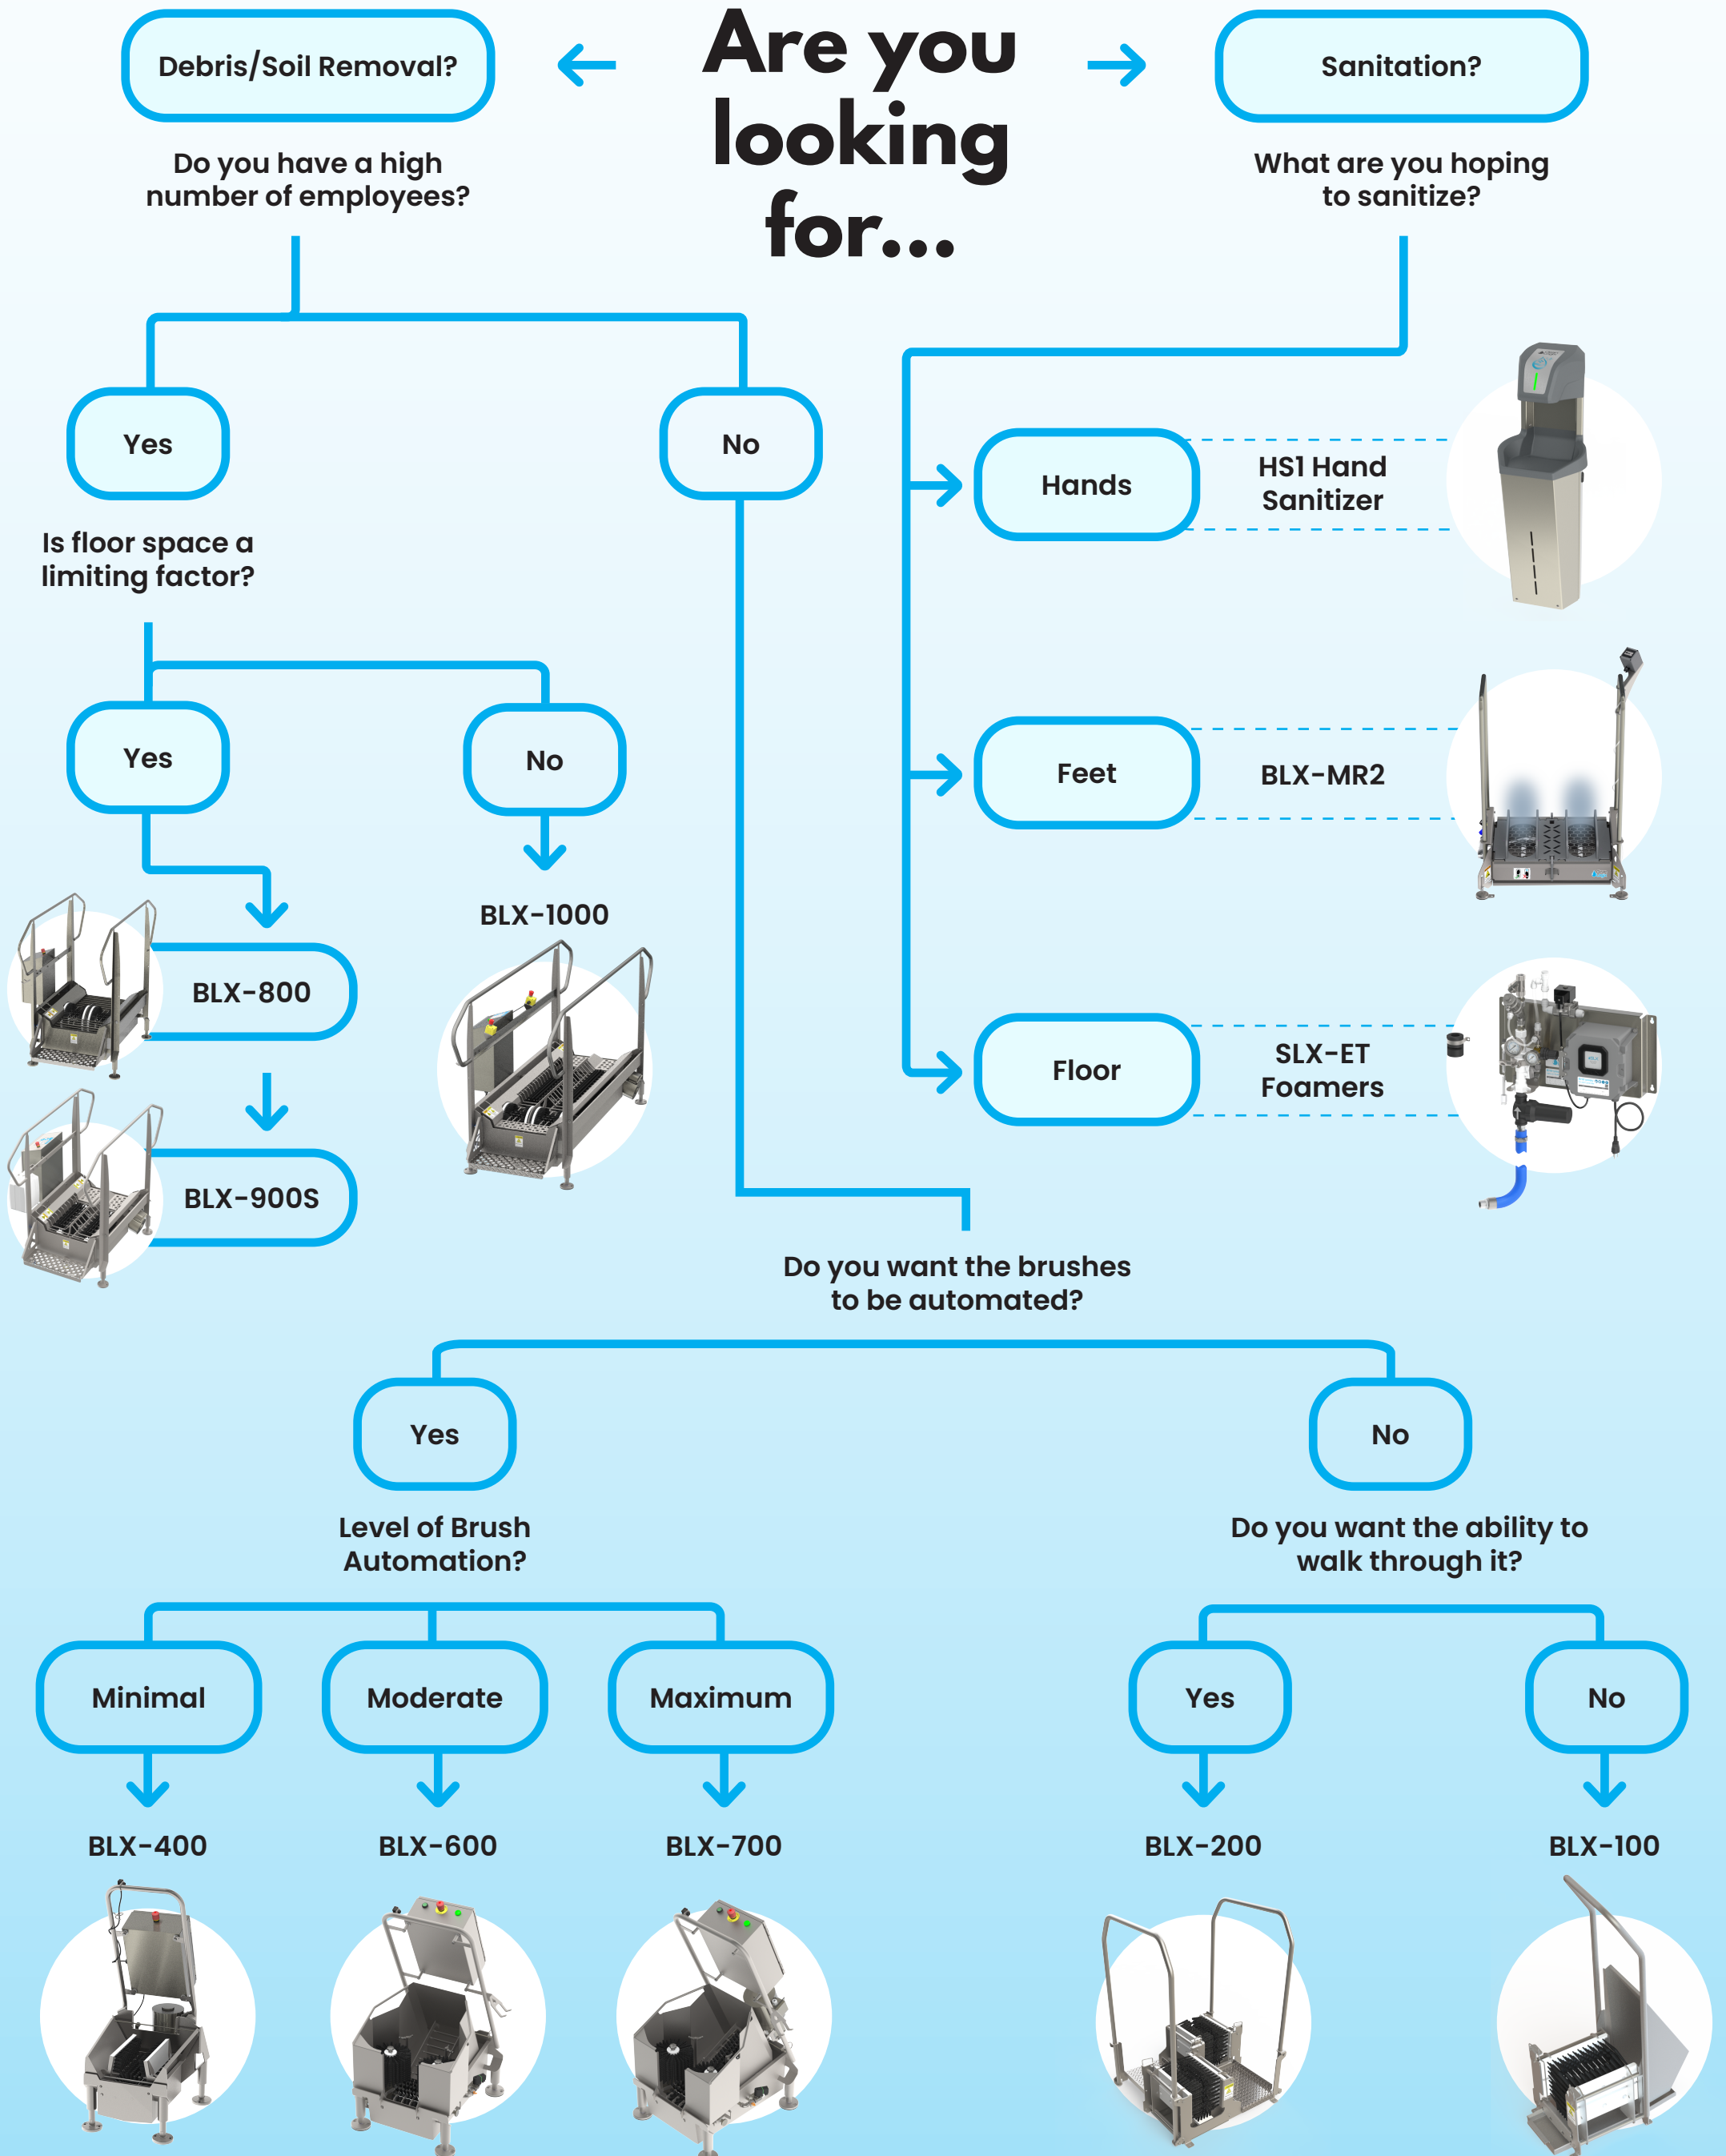 Are you
looking
for...
Debris/Soil Removal?
Do you have a high
number of employees?
Yes
No
Is floor space a
limiting factor?
Yes
No
BLX-800
BLX-900S
BLX-1000
Sanitation?
What are you hoping
to sanitize?
Hands
HS1 Hand
Sanitizer
Feet
BLX-MR2
Floor
SLX-ET
Foamers
Do you want the brushes
to be automated?
Yes
No
Level of Brush
Automation?
Minimal
Moderate
Maximum
BLX-400
BLX-600
BLX-700
Do you want the ability to
walk through it?
Yes
No
BLX-200
BLX-100